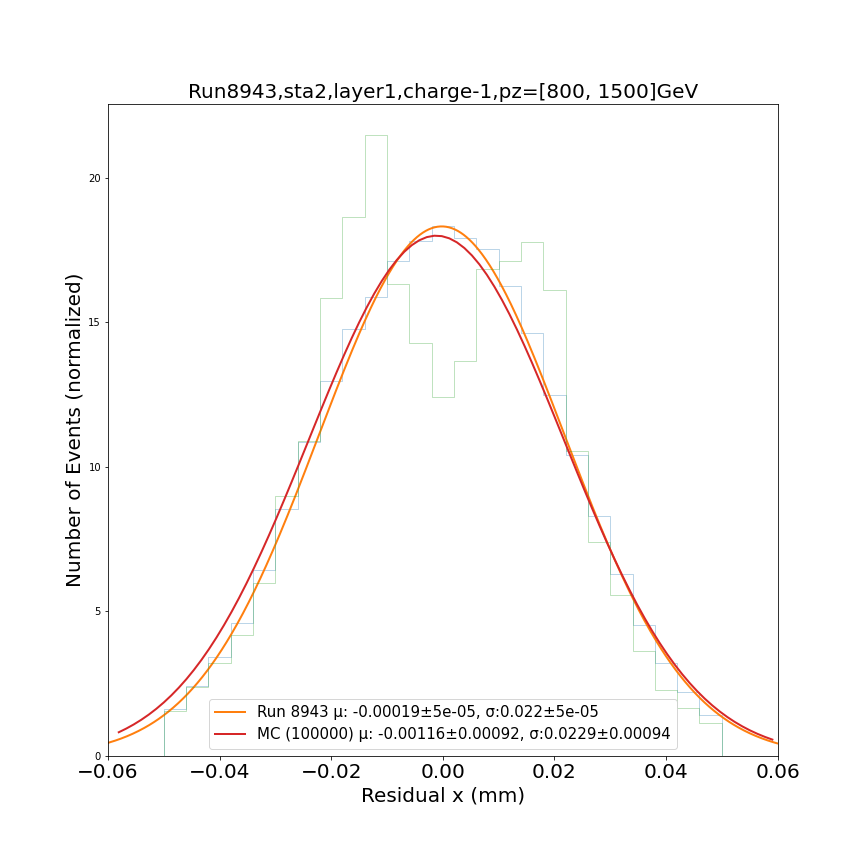 Run8943,sta2,layer1,charge-1,pz=[800, 1500]GeV
Number of Events (normalized)
20
15
10
5
0
Run 8943 μ: -0.00019±5e-05, σ:0.022±5e-05
MC (100000) μ: -0.00116±0.00092, σ:0.0229±0.00094
−0.06 −0.04 −0.02 0.00 0.02 0.04 0.06
Residual x (mm)